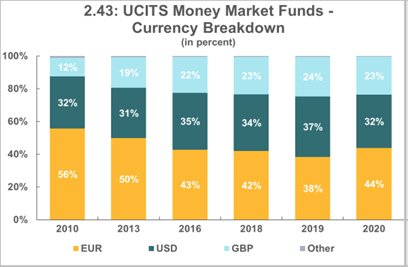 2.43: UCITS Money Market Funds -
Currency Breakdown
(in percent)
100%
80%
60%
40%
20%
0%
12% 19% 22% 23% 24% 23%
32% 31% 35% 34% 37% 32%
56% 50% 43% 42% 38% 44%
2010 2013 2016 2018 2019 2020
EUR USD GBP Other